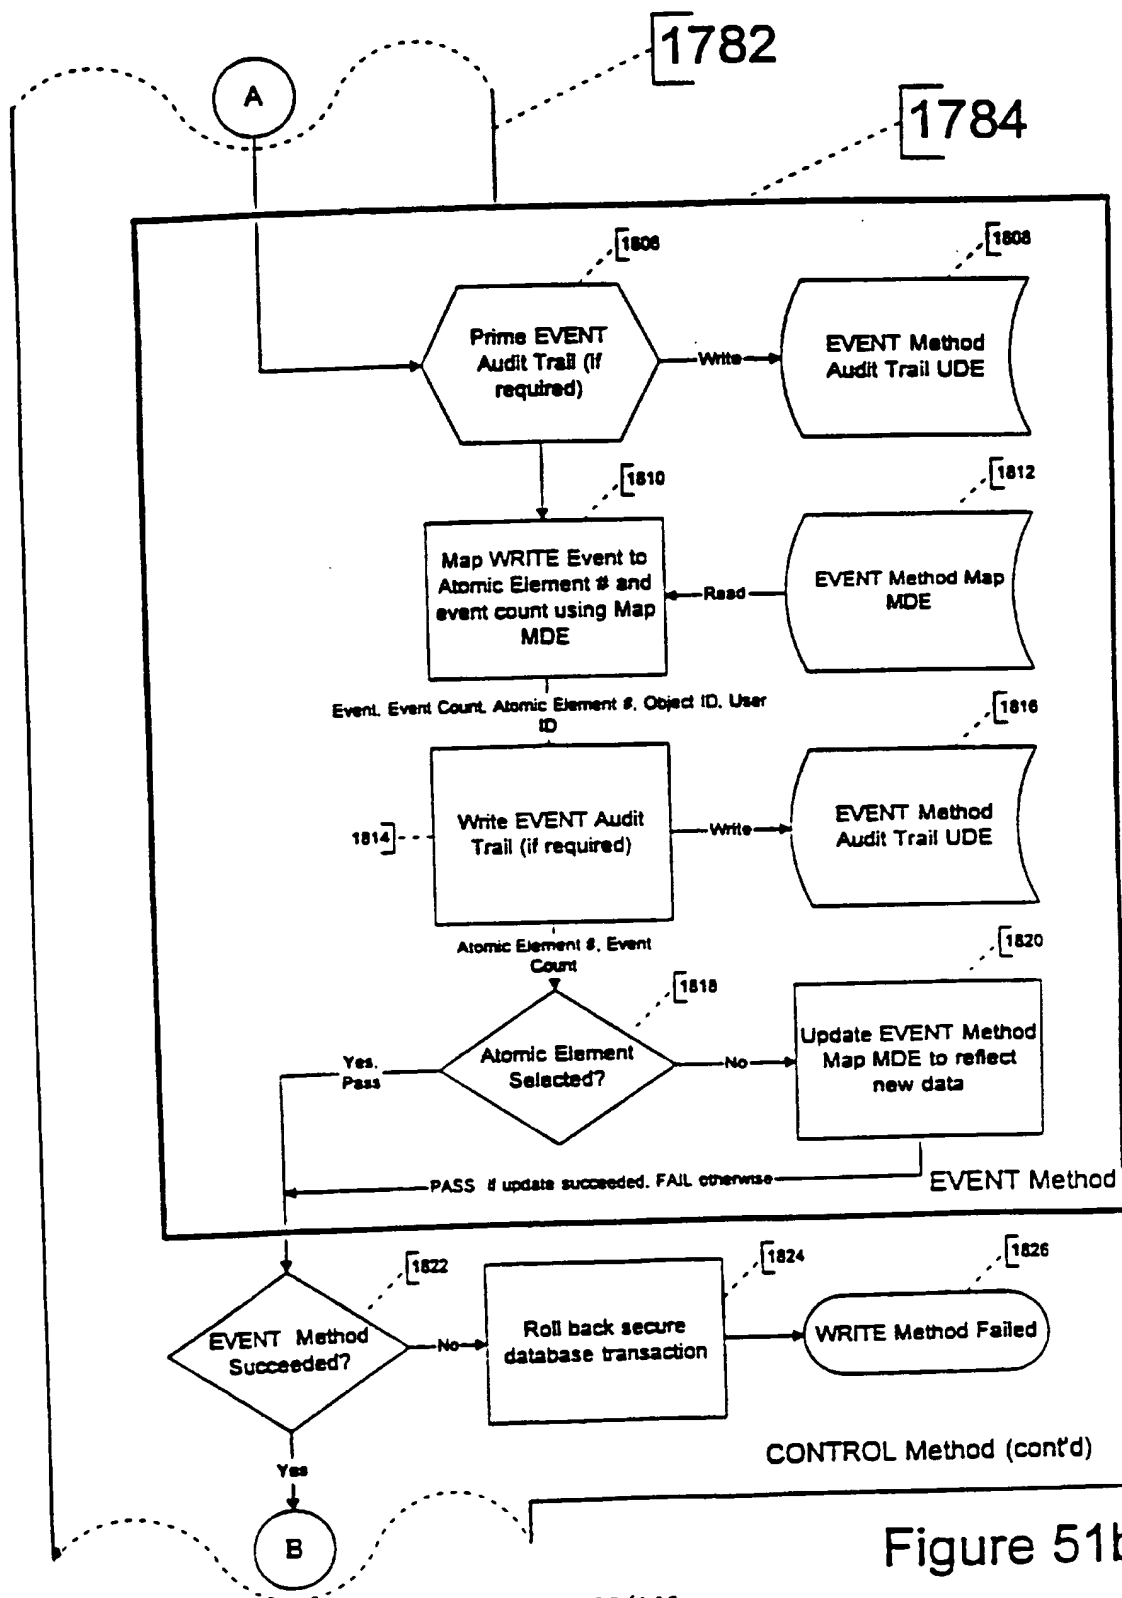 1782
A
1784
1806
1808
Prime EVENT
Audit Trail (if
required)
Write
EVENT Method
Audit Trail UDE
1810
1812
Map WRITE Event to
Atomic Element # and
event count using Map
MDE
Read
EVENT Method Map
MDE
Event, Event Count, Atomic Element #, Object ID, User
ID
1816
1814
Write EVENT Audit
Trail (if required)
Write
EVENT Method
Audit Trail UDE
Atomic Element #, Event
Count
1818
1820
Yes,
Pass
Atomic Element
Selected?
No
Update EVENT Method
Map MDE to reflect
new data
PASS if update succeeded, FAIL otherwise
EVENT Method
1822
1824
1826
EVENT Method
Succeeded?
No
Roll back secure
database transaction
WRITE Method Failed
Yes
CONTROL Method (cont'd)
B
Figure 51b